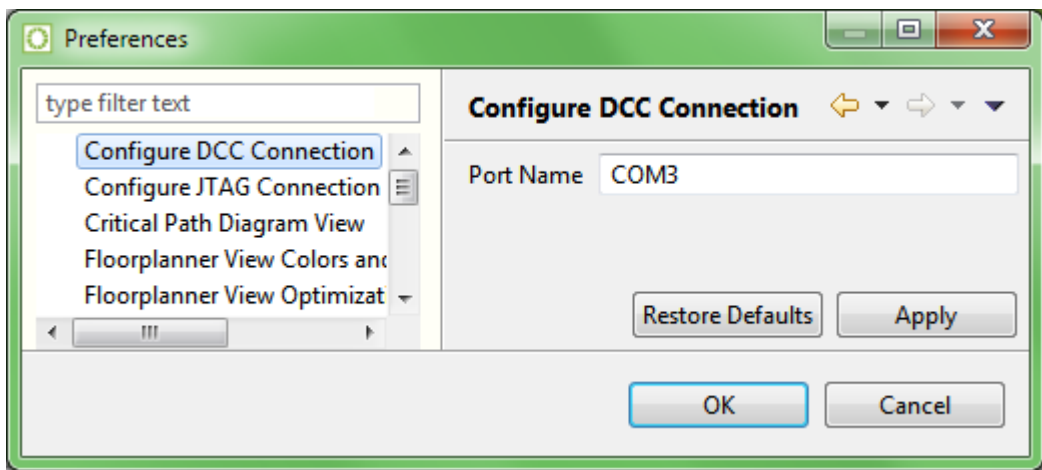 Preferences
type filter text
Configure DCC Connection
Configure JTAG Connection
Critical Path Diagram View
Floorplanner View Colors and
Floorplanner View Optimizat
Configure DCC Connection
Port Name COM3
Restore Defaults Apply
OK Cancel